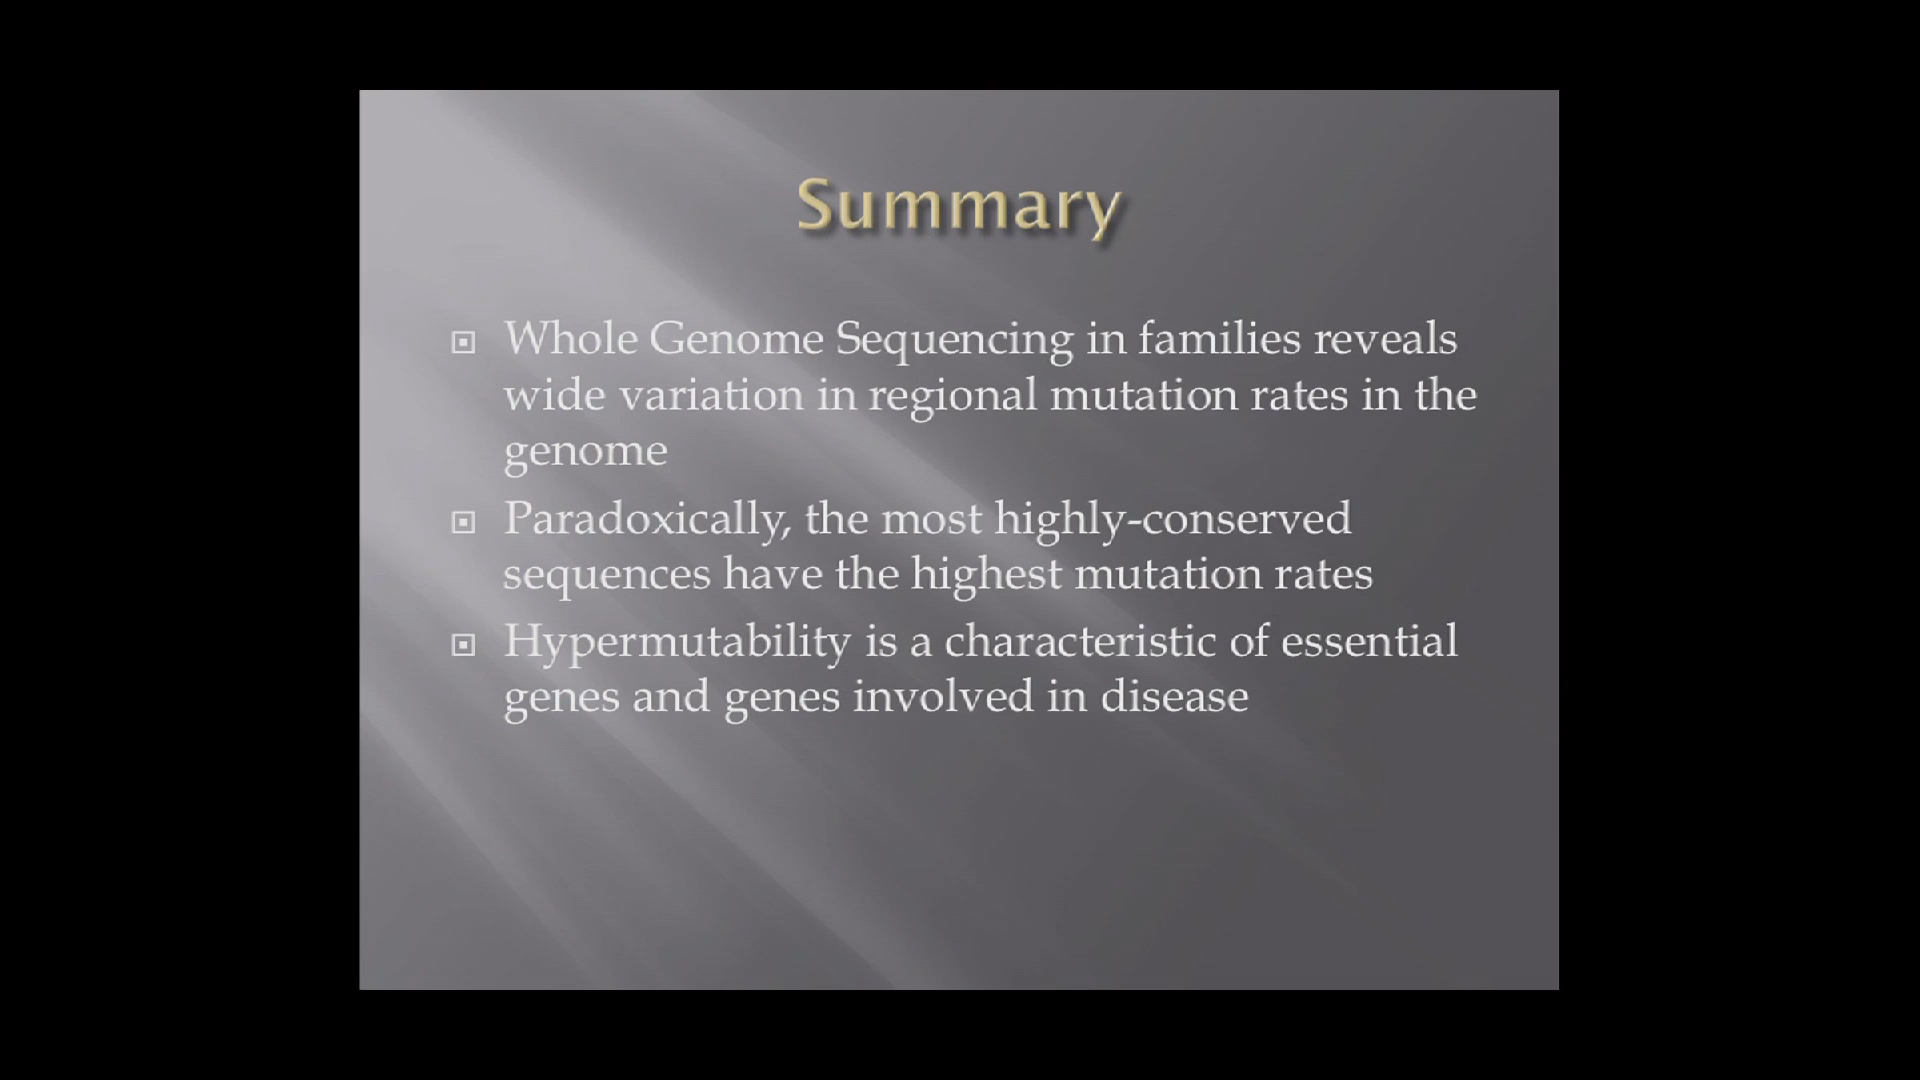 Summary
Whole Genome Sequencing in families reveals
wide variation in regional mutation rates in the
genome
Paradoxically, the most highly-conserved
sequences have the highest mutation rates
Hypermutability is a characteristic of essential
genes and genes involved in disease